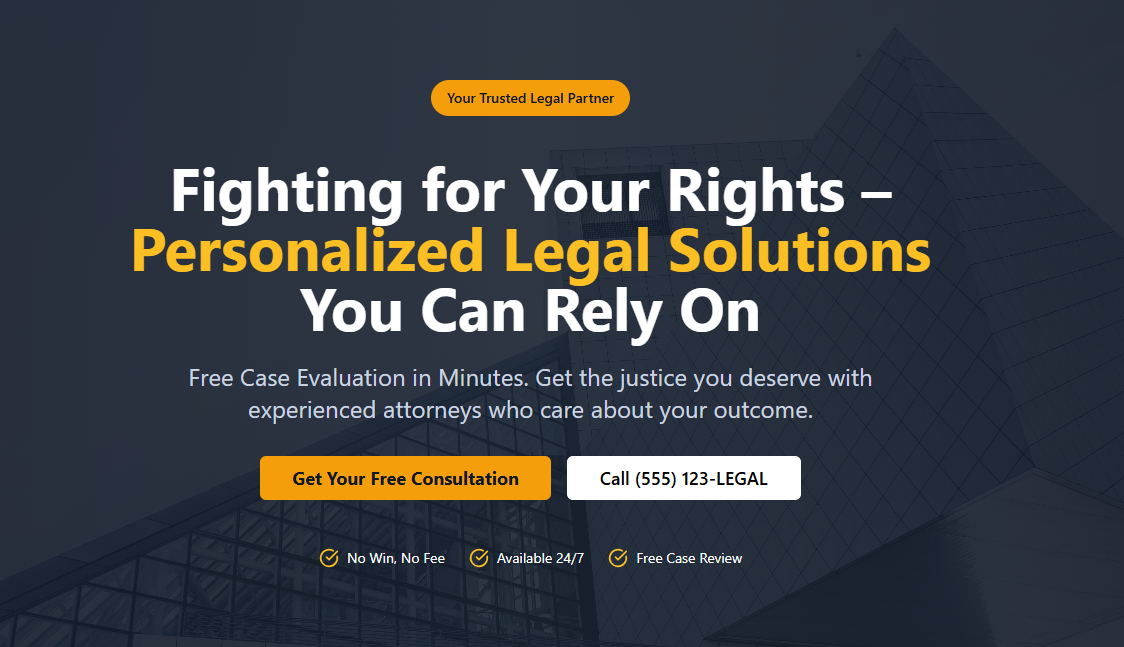 Your Trusted Legal Partner
Fighting for Your Rights –
Personalized Legal Solutions
You Can Rely On
Free Case Evaluation in Minutes. Get the justice you deserve with
experienced attorneys who care about your outcome.
Get Your Free Consultation
Call (555) 123-LEGAL
No Win, No Fee
Available 24/7
Free Case Review